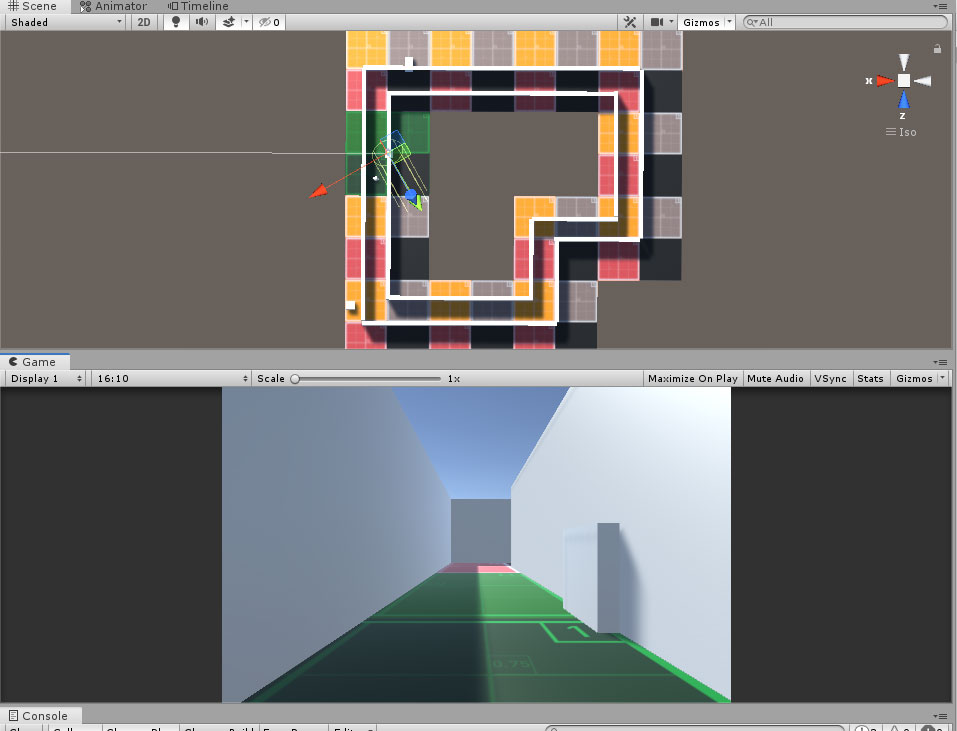 Scene Animator Timeline
Shaded 2D 0 Gizmos All
x
z
Iso
Game
Display 1 16:10 Scale 1x Maximize On Play Mute Audio VSync Stats Gizmos
1
0.75
Console